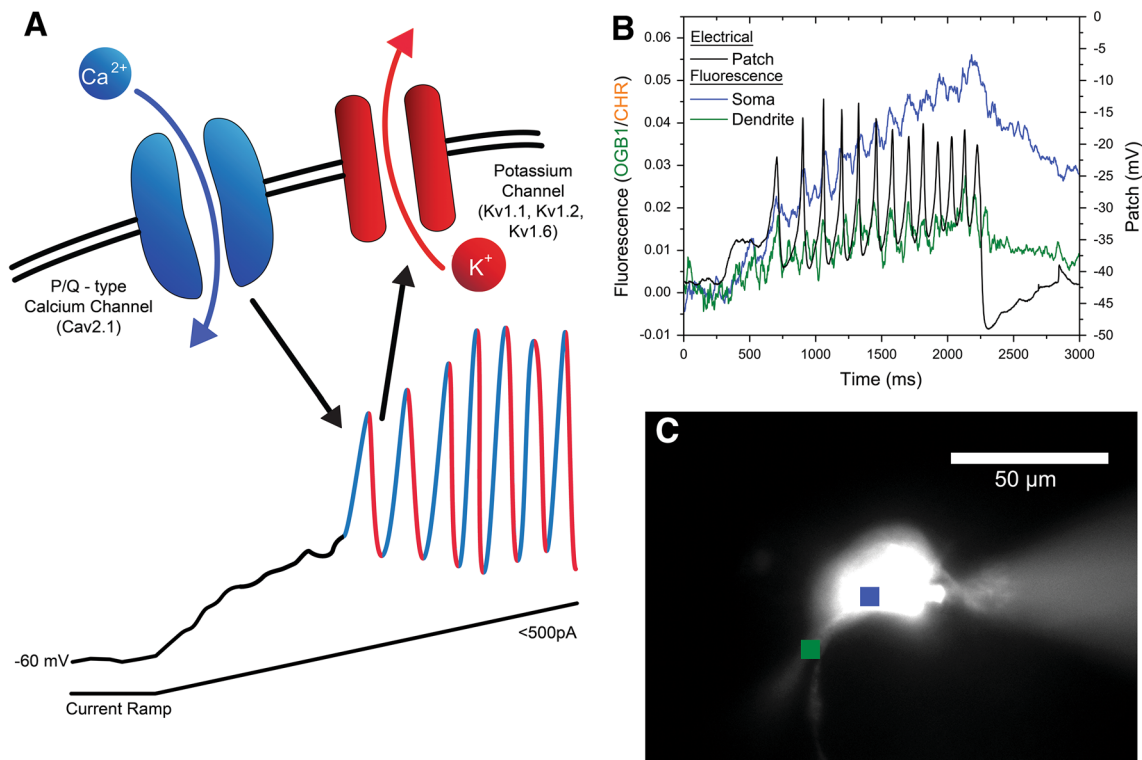 A
Ca2+
P/Q - type
Calcium Channel
(Cav2.1)
Potassium
Channel
(Kv1.1, Kv1.2,
Kv1.6)
K+
-60 mV
<500pA
Current Ramp
B
Electrical
Patch
Fluorescence
Soma
Dendrite
Fluorescence (OGB1/CHR)
0.06
0.05
0.04
0.03
0.02
0.01
0.00
-0.01
0
-5
-10
-15
-20
-25
-30
-35
-40
-45
-50
Patch (mV)
0 500 1000 1500 2000 2500 3000
Time (ms)
C
50 µm